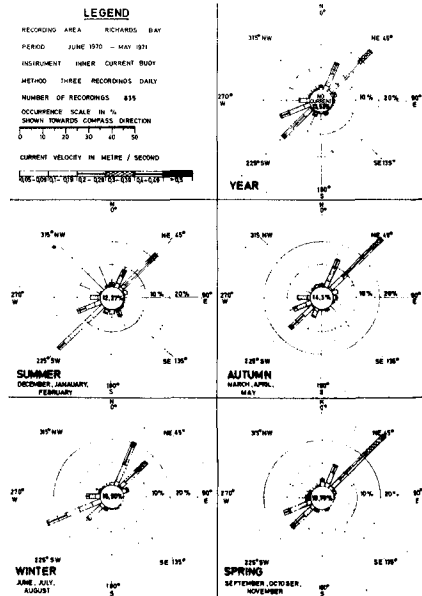 LEGEND
RECORDING AREA RICHARDS BAY
PERIOD JUNE 1970 — MAY 1971
INSTRUMENT INNER CURRENT BUOY
METHOD THREE RECORDINGS DAILY
NUMBER OF RECORDINGS 835
OCCURRENCE SCALE IN %
SHOWN TOWARDS COMPASS DIRECTION
0 10 20 30 40 50
CURRENT VELOCITY IN METRE / SECOND
N
0°
315° NW
NE 45°
270°
W
NO
CURRENT
10% 20%
90°
E
225° SW
SE 135°
180°
S
YEAR
N
0°
315° NW
NE 45°
270°
W
12,27%
10% 20%
90°
E
225° SW
SE 135°
180°
S
SUMMER
DECEMBER, JANAUARY,
FEBRUARY
N
0°
315° NW
NE 45°
270°
W
14,1%
10% 20%
90°
E
225° SW
SE 135°
180°
S
AUTUMN
MARCH, APRIL,
MAY
N
0°
315° NW
NE 45°
270°
W
10% 20%
90°
E
225° SW
SE 135°
180°
S
WINTER
JUNE, JULY,
AUGUST
N
0°
315° NW
NE 45°
270°
W
10% 20%
90°
E
225° SW
SE 135°
180°
S
SPRING
SEPTEMBER, OCTOBER,
NOVEMBER